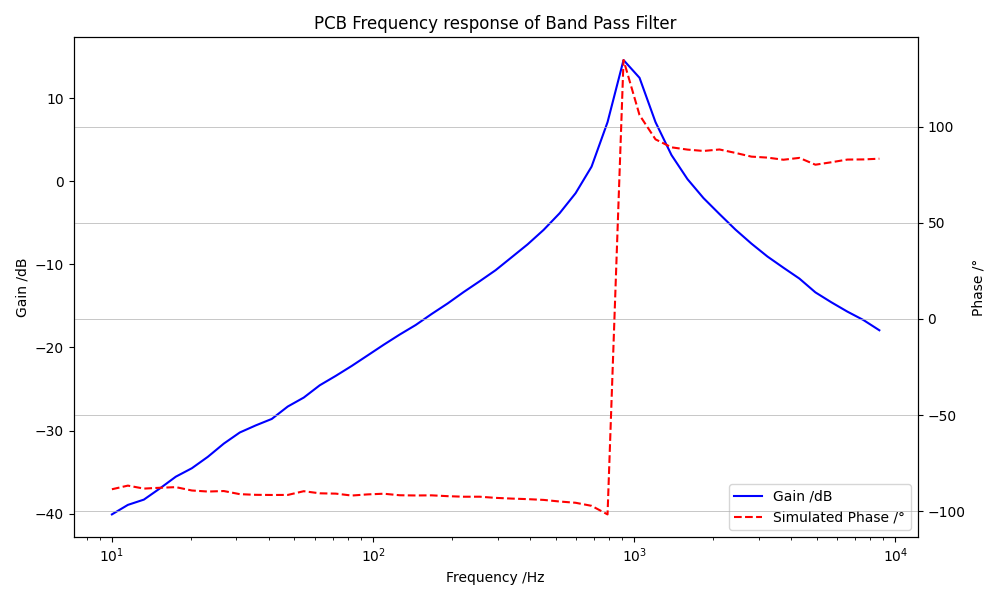 PCB Frequency response of Band Pass Filter
Gain /dB
10
0
−10
−20
−30
−40
100
50
0
−50
−100
Phase /°
Gain /dB
Simulated Phase /°
10¹
10²
10³
10⁴
Frequency /Hz